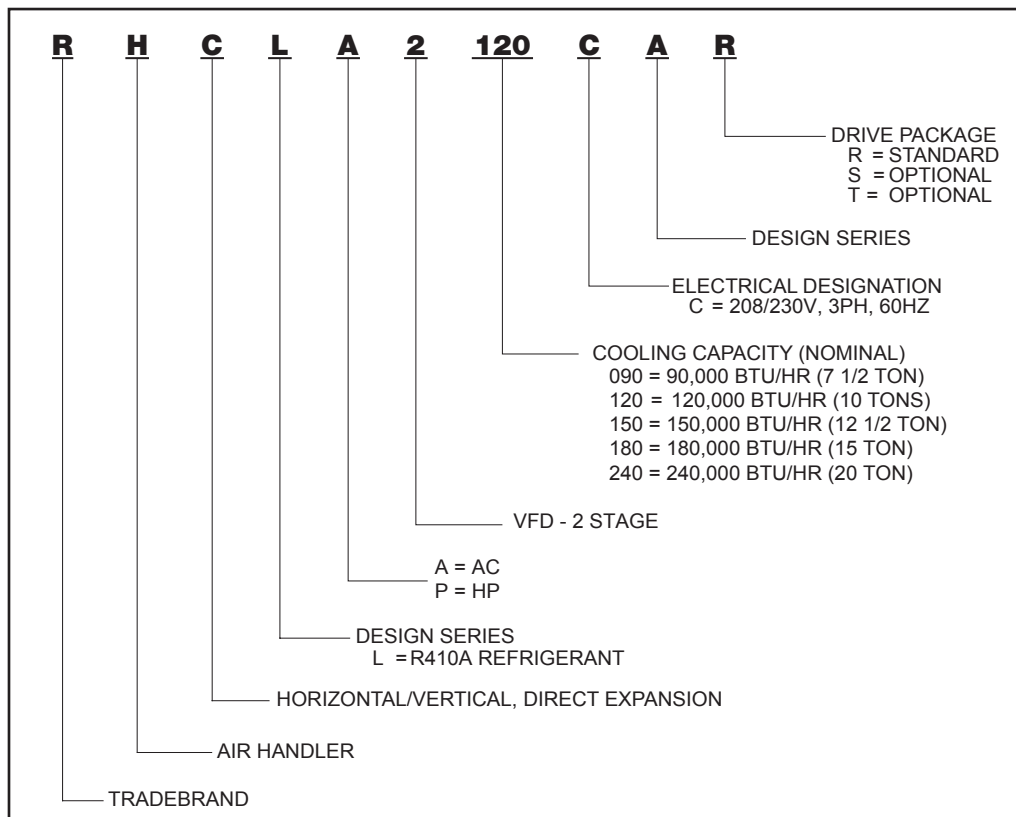 R H C L A 2 120 C A R
DRIVE PACKAGE
R = STANDARD
S = OPTIONAL
T = OPTIONAL
DESIGN SERIES
ELECTRICAL DESIGNATION
C = 208/230V, 3PH, 60HZ
COOLING CAPACITY (NOMINAL)
090 = 90,000 BTU/HR (7 1/2 TON)
120 = 120,000 BTU/HR (10 TONS)
150 = 150,000 BTU/HR (12 1/2 TON)
180 = 180,000 BTU/HR (15 TON)
240 = 240,000 BTU/HR (20 TON)
VFD - 2 STAGE
A = AC
P = HP
DESIGN SERIES
L =R410A REFRIGERANT
HORIZONTAL/VERTICAL, DIRECT EXPANSION
AIR HANDLER
TRADEBRAND